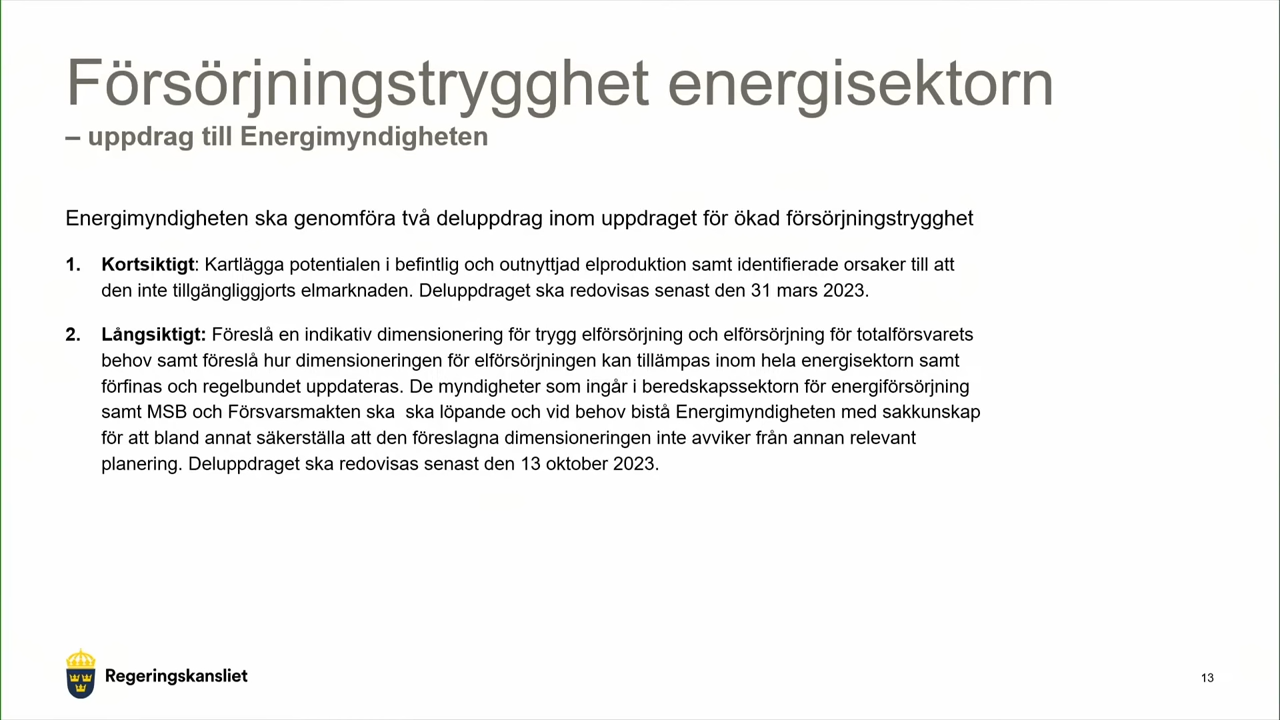 Försörjningstrygghet energisektorn
– uppdrag till Energimyndigheten
Energimyndigheten ska genomföra två deluppdrag inom uppdraget för ökad försörjningstrygghet
1. Kortsiktigt: Kartlägga potentialen i befintlig och outnyttjad elproduktion samt identifierade orsaker till att
den inte tillgängliggjorts elmarknaden. Deluppdraget ska redovisas senast den 31 mars 2023.
2. Långsiktigt: Föreslå en indikativ dimensionering för trygg elförsörjning och elförsörjning för totalförsvarets
behov samt föreslå hur dimensioneringen för elförsörjningen kan tillämpas inom hela energisektorn samt
förfinas och regelbundet uppdateras. De myndigheter som ingår i beredskapssektorn för energiförsörjning
samt MSB och Försvarsmakten ska  ska löpande och vid behov bistå Energimyndigheten med sakkunskap
för att bland annat säkerställa att den föreslagna dimensioneringen inte avviker från annan relevant
planering. Deluppdraget ska redovisas senast den 13 oktober 2023.
Regeringskansliet
13